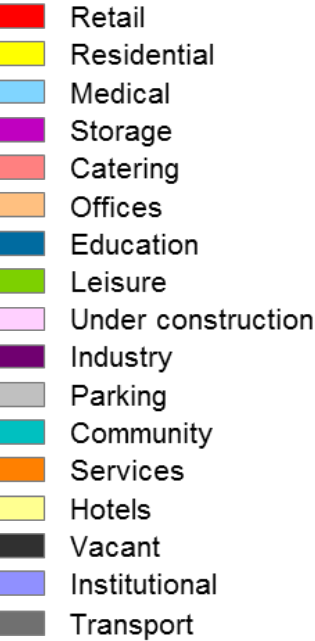 Retail
Residential
Medical
Storage
Catering
Offices
Education
Leisure
Under construction
Industry
Parking
Community
Services
Hotels
Vacant
Institutional
Transport